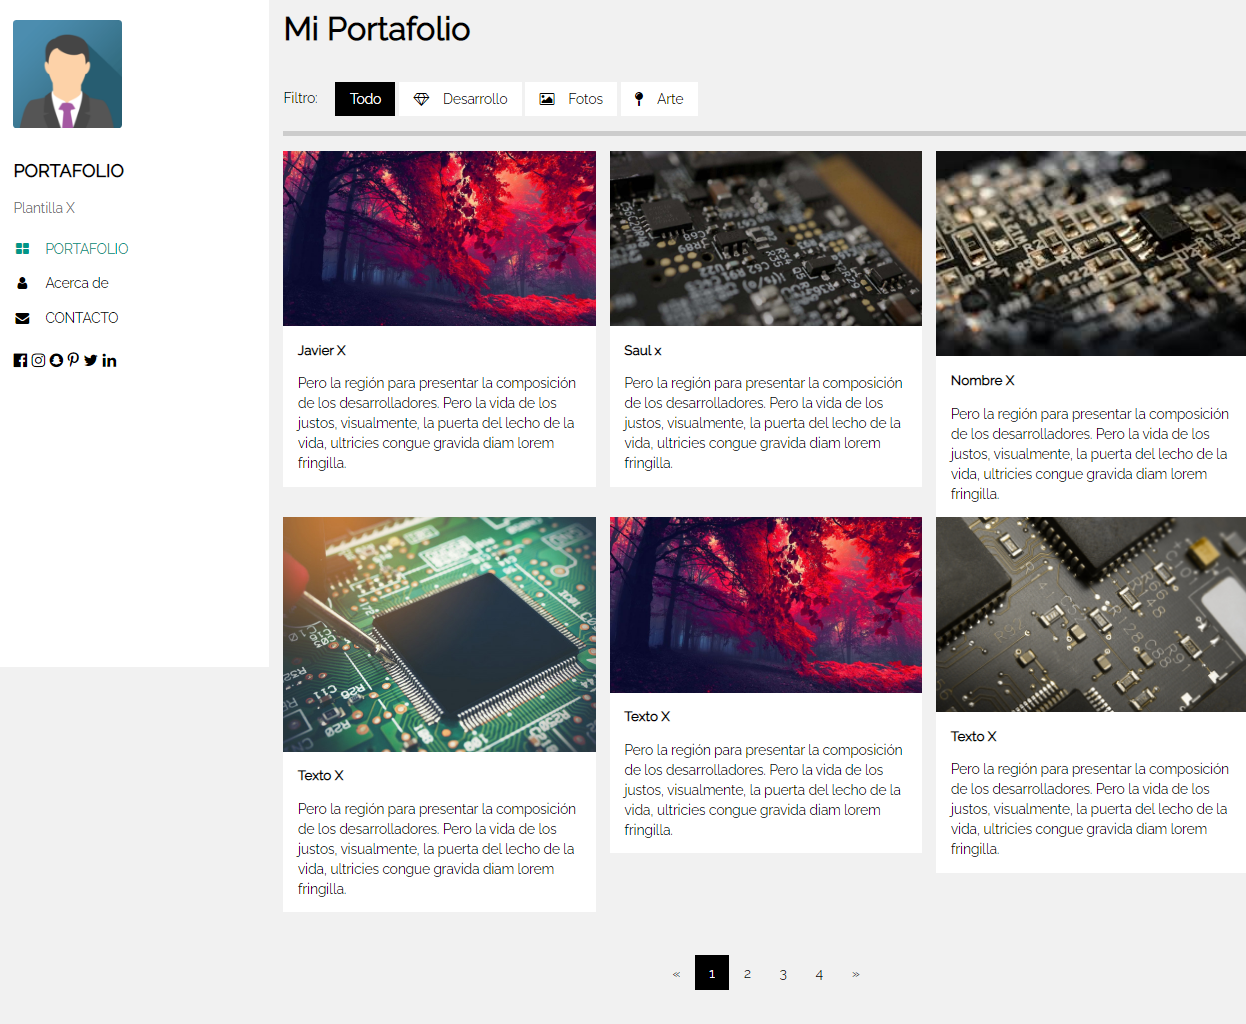 PORTAFOLIO
Plantilla X
PORTAFOLIO
Acerca de
CONTACTO
Mi Portafolio
Filtro:
Todo
Desarrollo
Fotos
Arte
Javier X
Pero la región para presentar la composición
de los desarrolladores. Pero la vida de los
justos, visualmente, la puerta del lecho de la
vida, ultricies congue gravida diam lorem
fringilla.
Saul x
Pero la región para presentar la composición
de los desarrolladores. Pero la vida de los
justos, visualmente, la puerta del lecho de la
vida, ultricies congue gravida diam lorem
fringilla.
Nombre X
Pero la región para presentar la composición
de los desarrolladores. Pero la vida de los
justos, visualmente, la puerta del lecho de la
vida, ultricies congue gravida diam lorem
fringilla.
Texto X
Pero la región para presentar la composición
de los desarrolladores. Pero la vida de los
justos, visualmente, la puerta del lecho de la
vida, ultricies congue gravida diam lorem
fringilla.
Texto X
Pero la región para presentar la composición
de los desarrolladores. Pero la vida de los
justos, visualmente, la puerta del lecho de la
vida, ultricies congue gravida diam lorem
fringilla.
Texto X
Pero la región para presentar la composición
de los desarrolladores. Pero la vida de los
justos, visualmente, la puerta del lecho de la
vida, ultricies congue gravida diam lorem
fringilla.
« 1 2 3 4 »